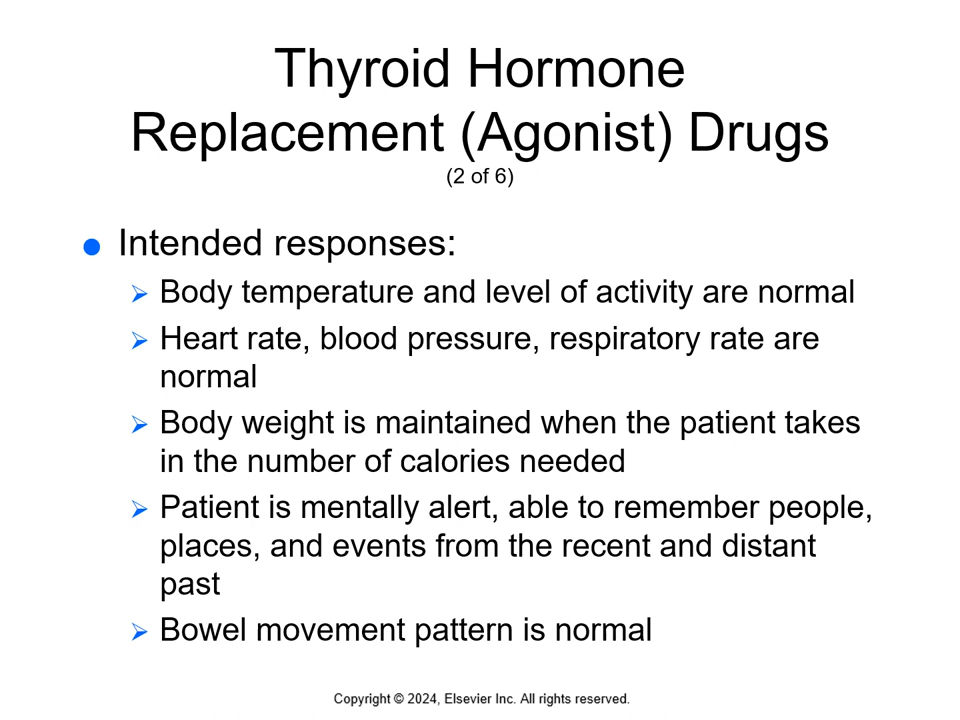 Thyroid Hormone
Replacement (Agonist) Drugs
(2 of 6)
● Intended responses:
➢ Body temperature and level of activity are normal
➢ Heart rate, blood pressure, respiratory rate are
normal
➢ Body weight is maintained when the patient takes
in the number of calories needed
➢ Patient is mentally alert, able to remember people,
places, and events from the recent and distant
past
➢ Bowel movement pattern is normal
Copyright © 2024, Elsevier Inc. All rights reserved.